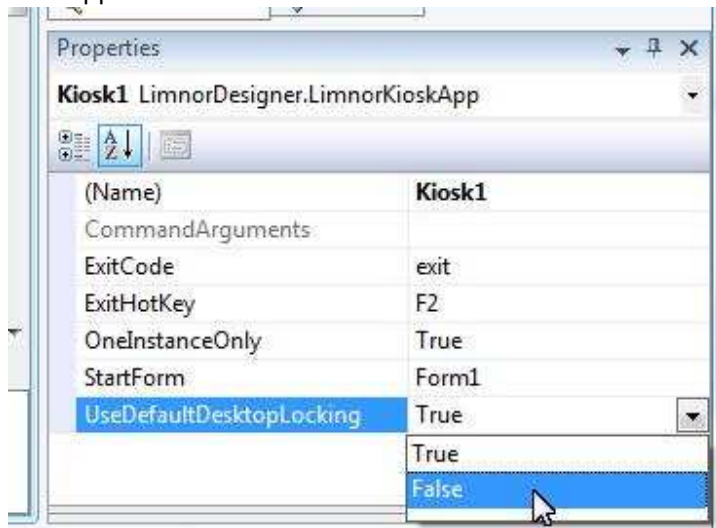 Properties
Kiosk1 LimnorDesigner.LimnorKioskApp
(Name) Kiosk1
CommandArguments
ExitCode exit
ExitHotKey F2
OneInstanceOnly True
StartForm Form1
UseDefaultDesktopLocking True
True
False